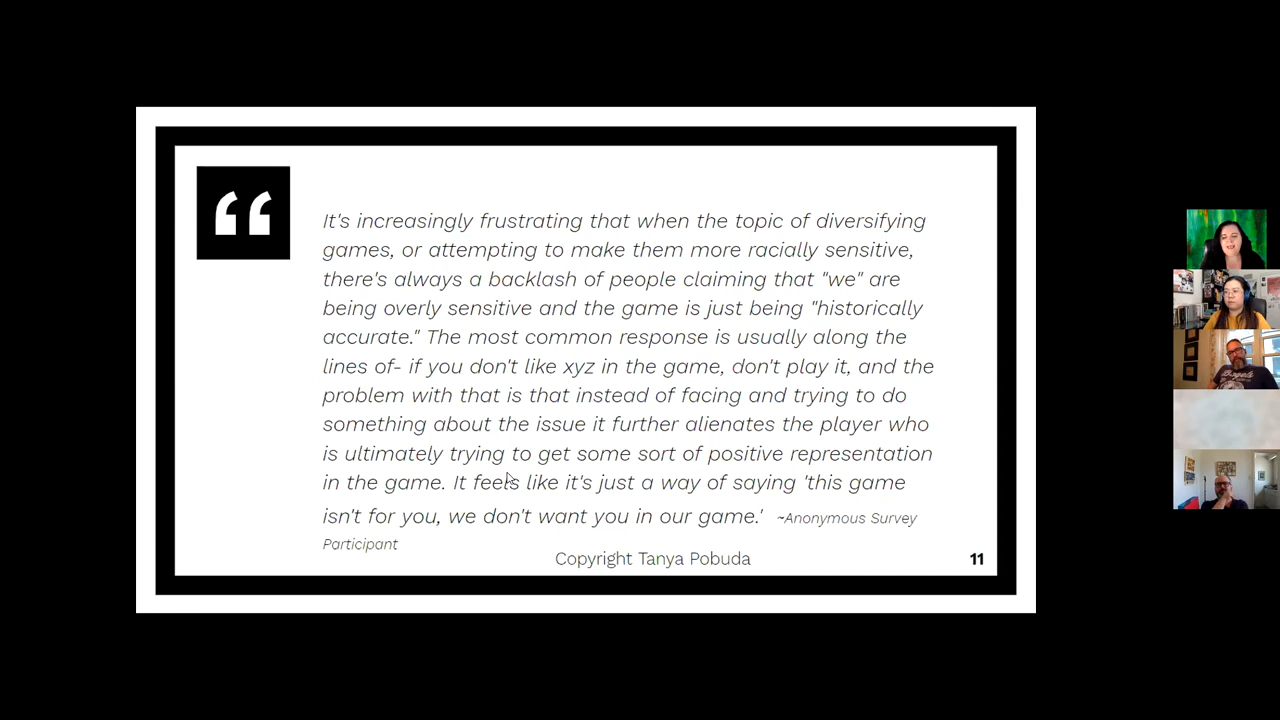 “
It's increasingly frustrating that when the topic of diversifying
games, or attempting to make them more racially sensitive,
there's always a backlash of people claiming that "we" are
being overly sensitive and the game is just being "historically
accurate." The most common response is usually along the
lines of- if you don't like xyz in the game, don't play it, and the
problem with that is that instead of facing and trying to do
something about the issue it further alienates the player who
is ultimately trying to get some sort of positive representation
in the game. It feels like it's just a way of saying 'this game
isn't for you, we don't want you in our game.' ~Anonymous Survey
Participant
Copyright Tanya Pobuda
11